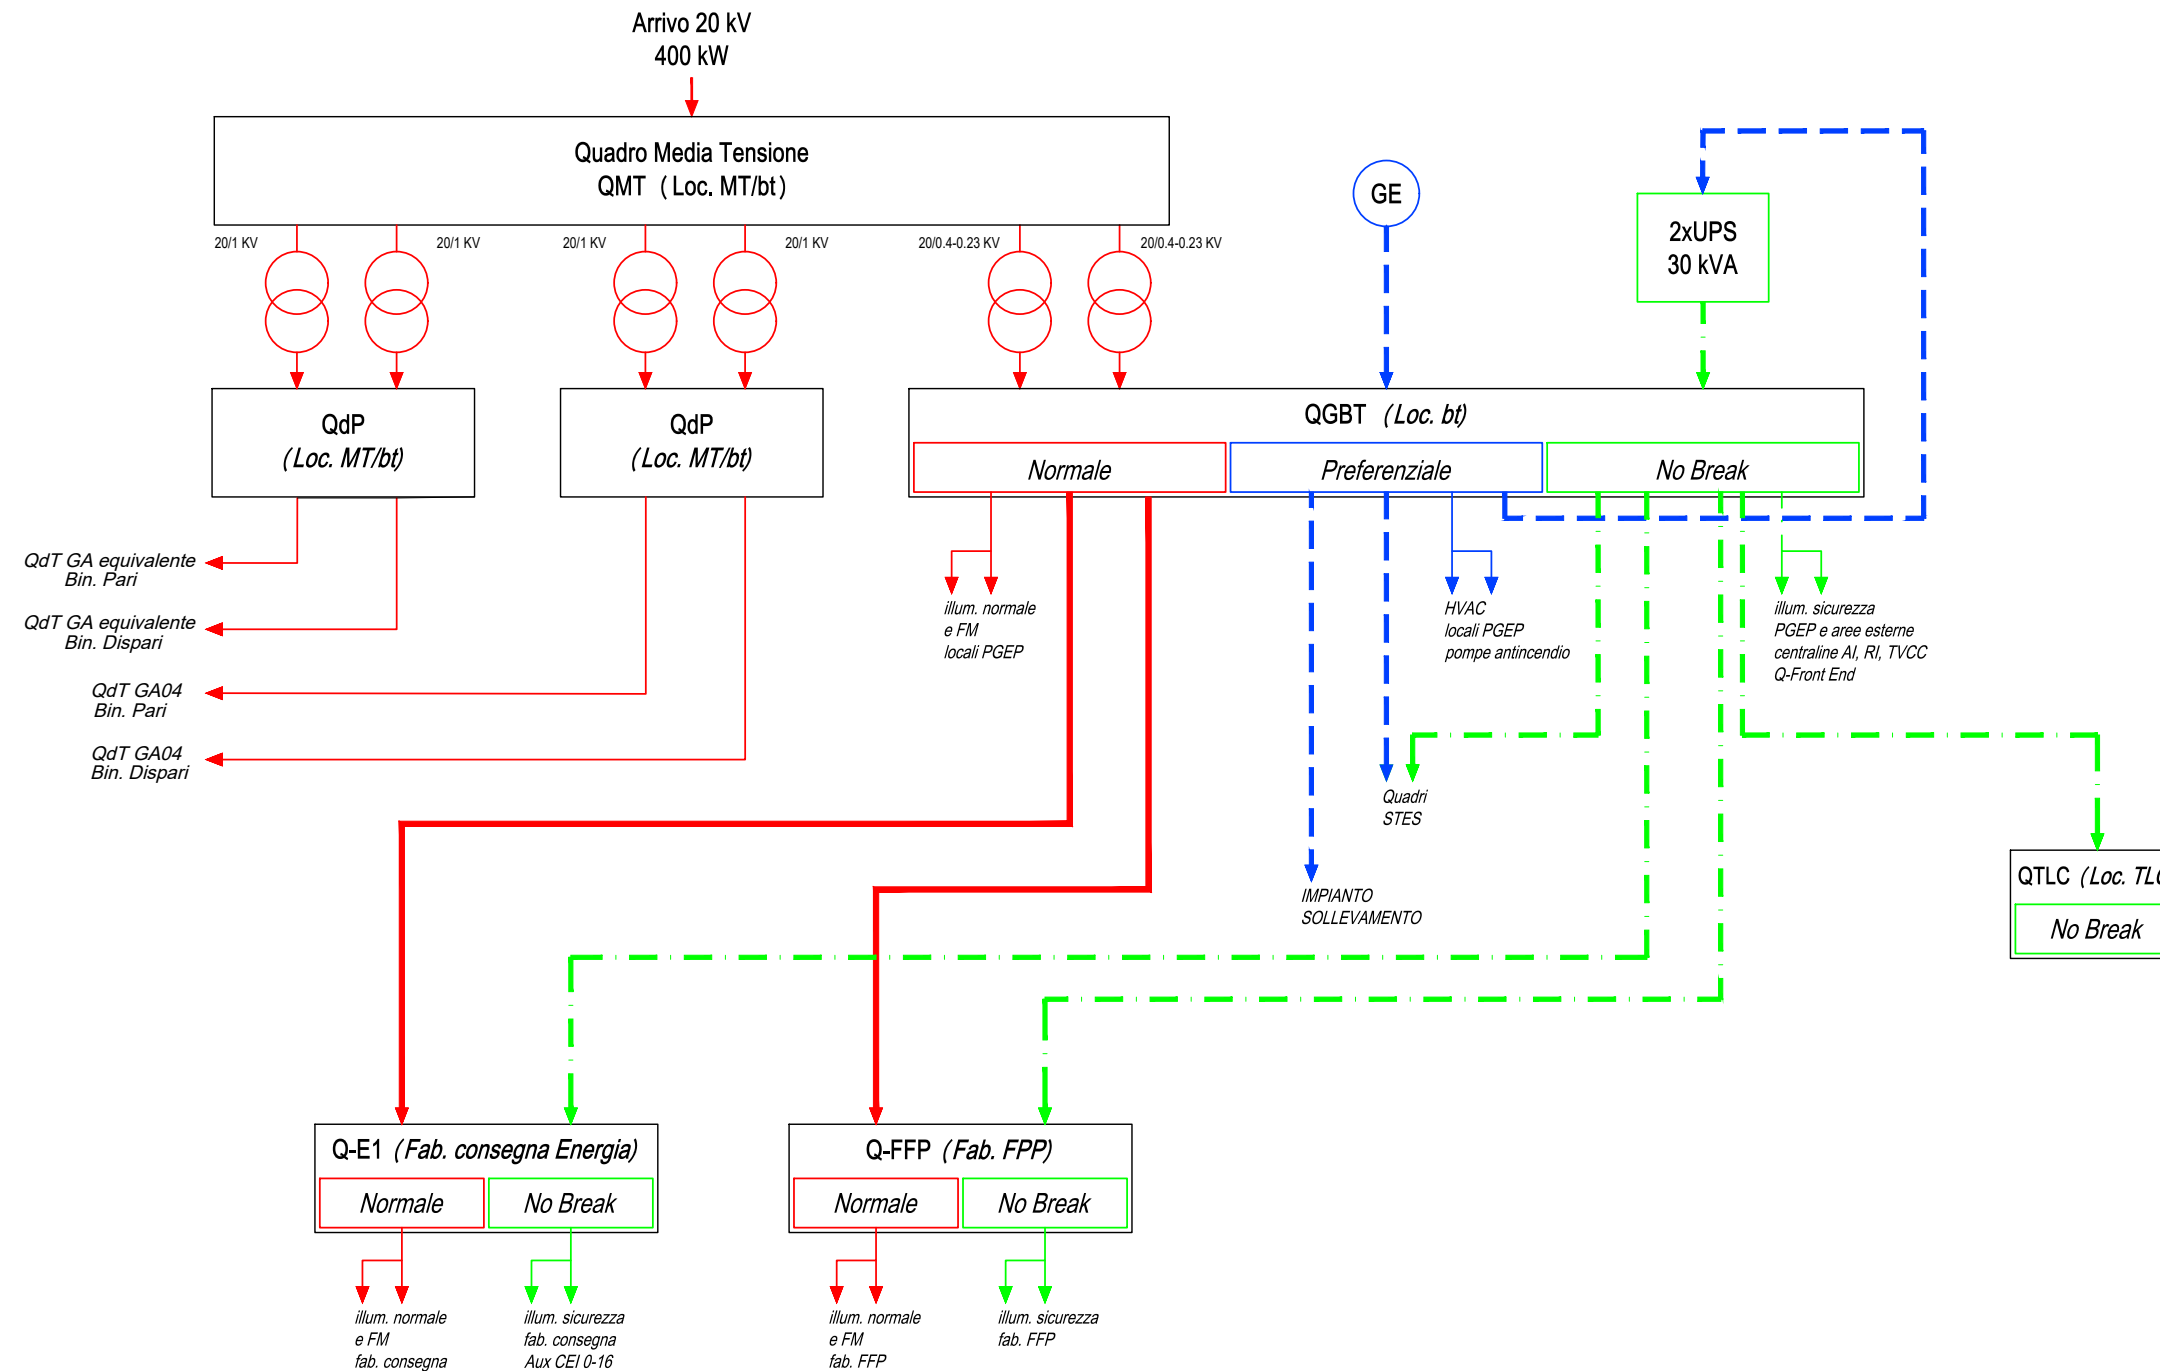 Arrivo 20 kV
400 kW
Quadro Media Tensione
QMT (Loc. MT/bt)
GE
2xUPS
30 kVA
20/1 KV
20/1 KV
20/1 KV
20/1 KV
20/0.4-0.23 KV
20/0.4-0.23 KV
QdP
(Loc. MT/bt)
QdP
(Loc. MT/bt)
QGBT (Loc. bt)
Normale
Preferenziale
No Break
QdT GA equivalente
Bin. Pari
QdT GA equivalente
Bin. Dispari
QdT GA04
Bin. Pari
QdT GA04
Bin. Dispari
illum. normale
e FM
locali PGEP
HVAC
locali PGEP
pompe antincendio
illum. sicurezza
PGEP e aree esterne
centraline AI, RI, TVCC
Q-Front End
Quadri
STES
IMPIANTO
SOLLEVAMENTO
QTLC (Loc. TLC
No Break
Q-E1 (Fab. consegna Energia)
Normale
No Break
Q-FFP (Fab. FPP)
Normale
No Break
illum. normale
e FM
fab. consegna
illum. sicurezza
fab. consegna
Aux CEI 0-16
illum. normale
e FM
fab. FFP
illum. sicurezza
fab. FFP